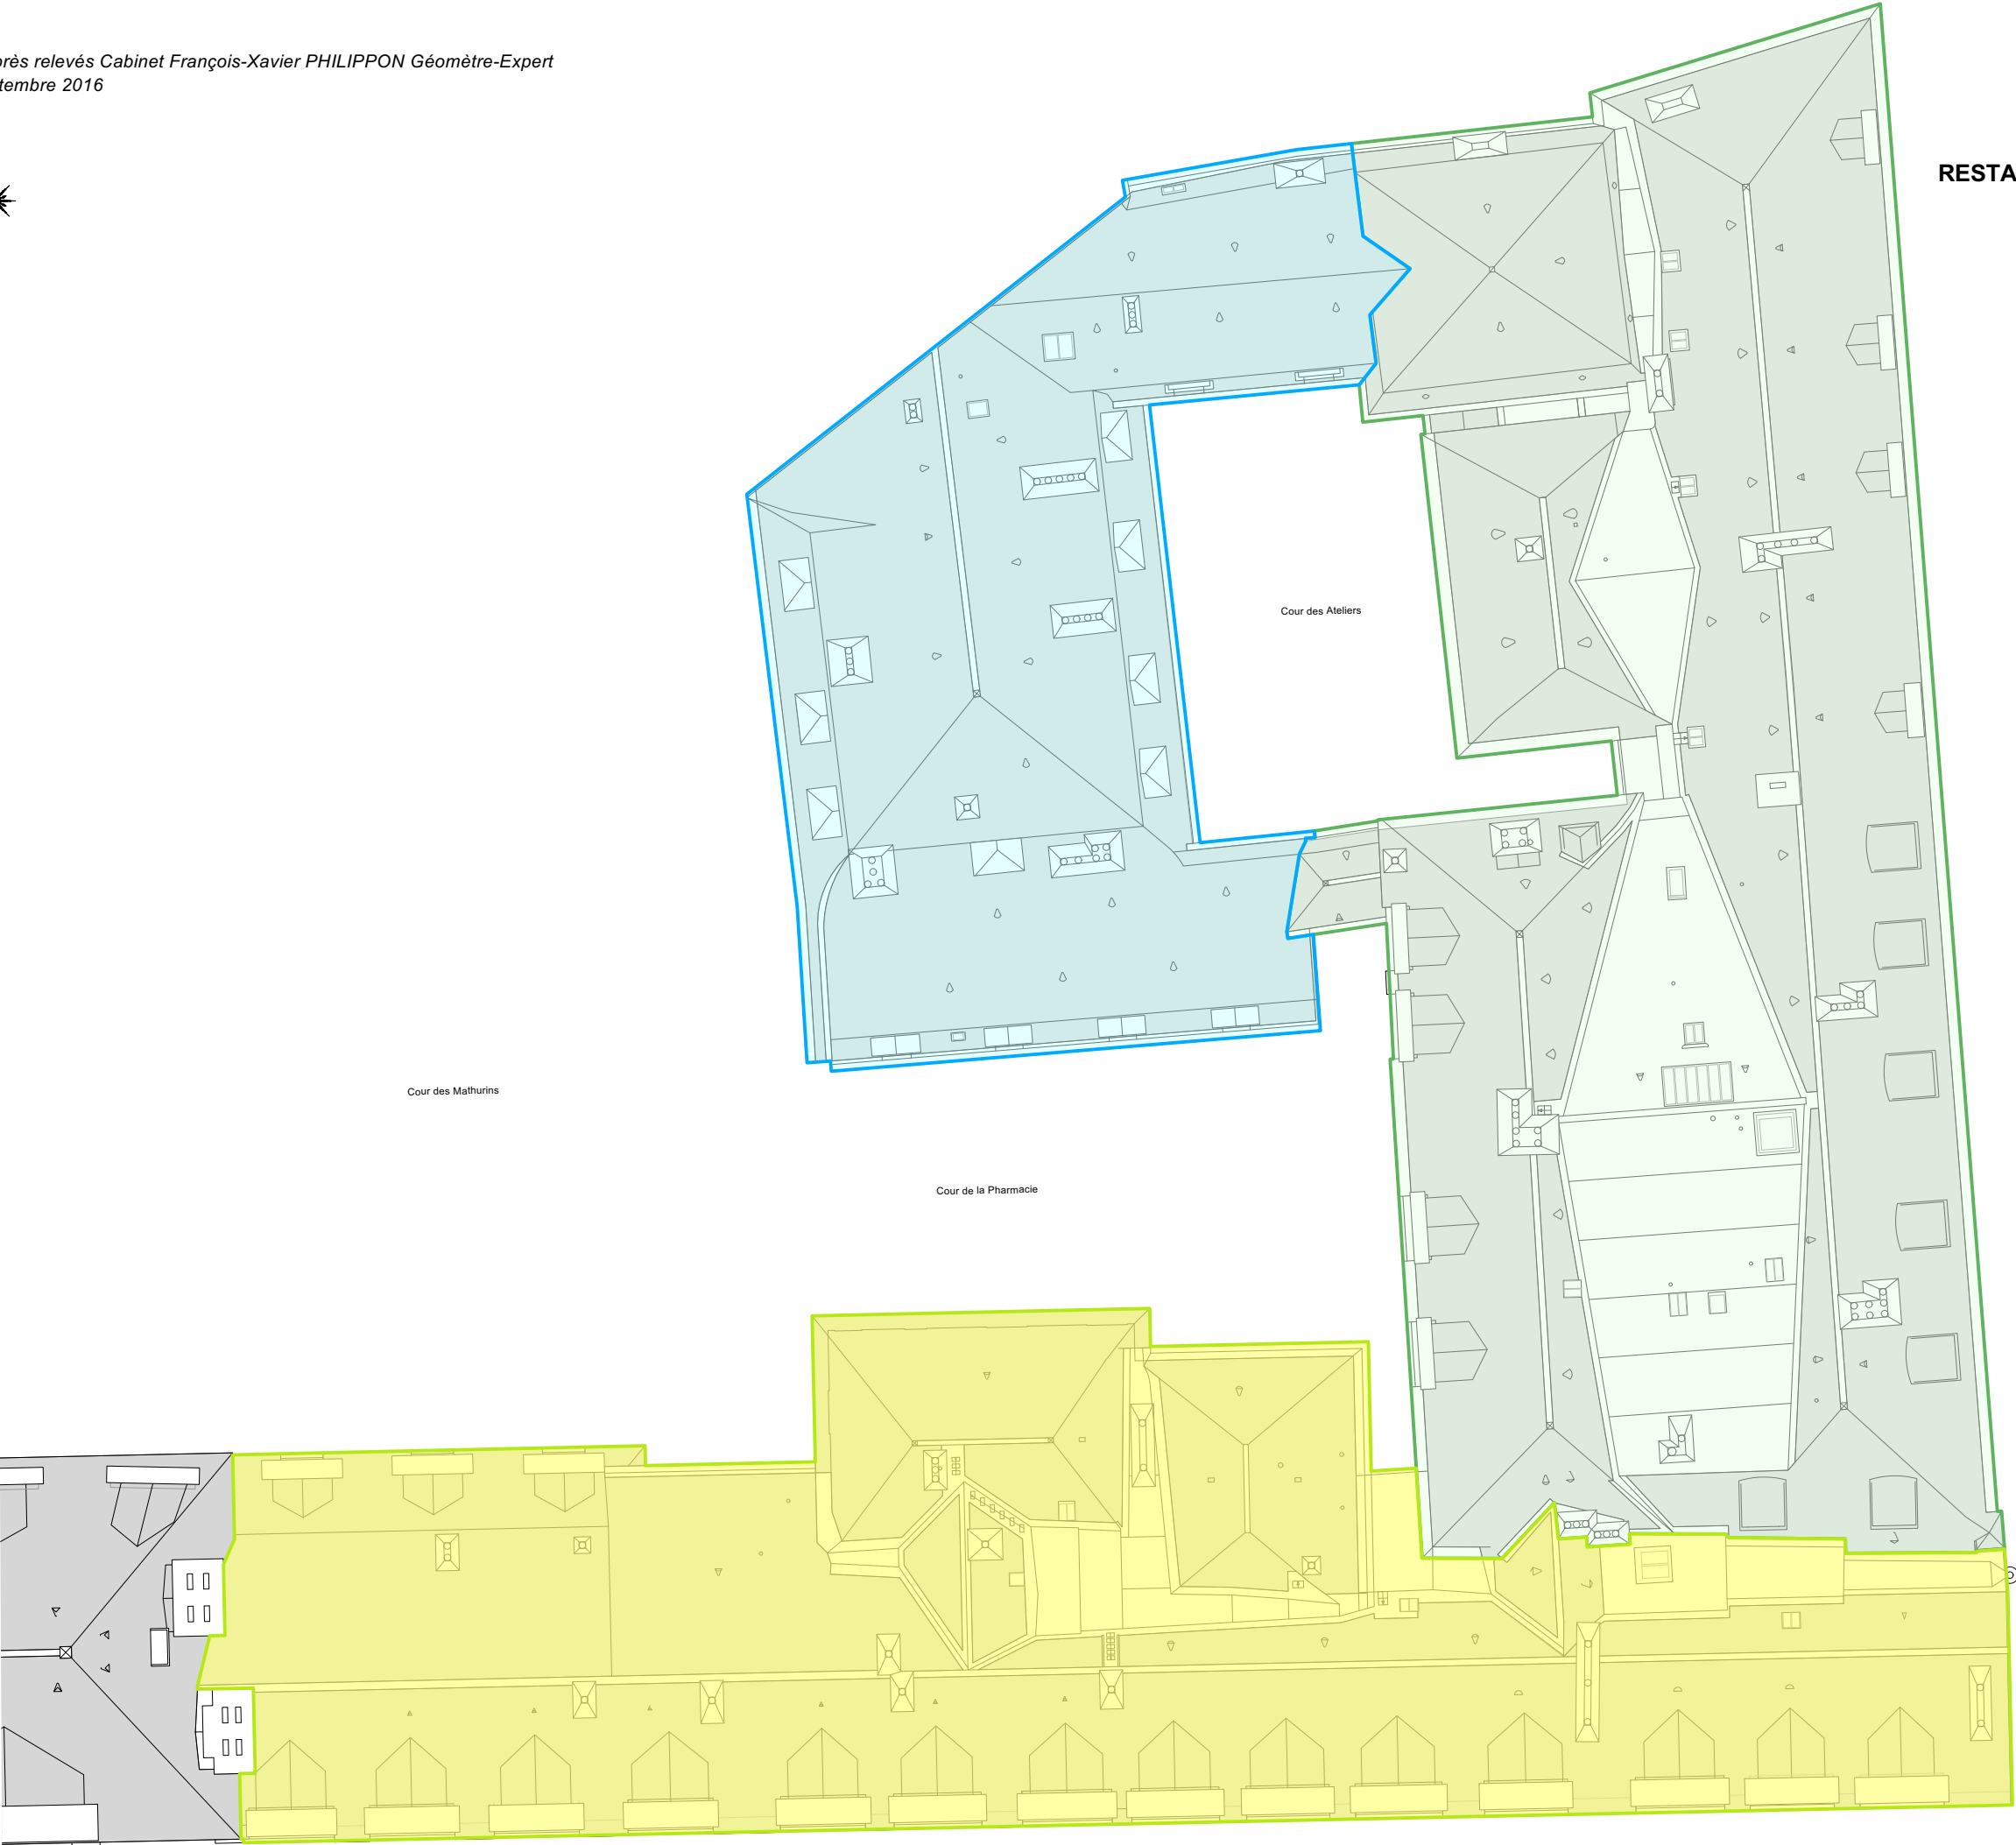 près relevés Cabinet François-Xavier PHILIPPON Géomètre-Expert
tembre 2016
RESTA
Cour des Ateliers
Cour des Mathurins
Cour de la Pharmacie